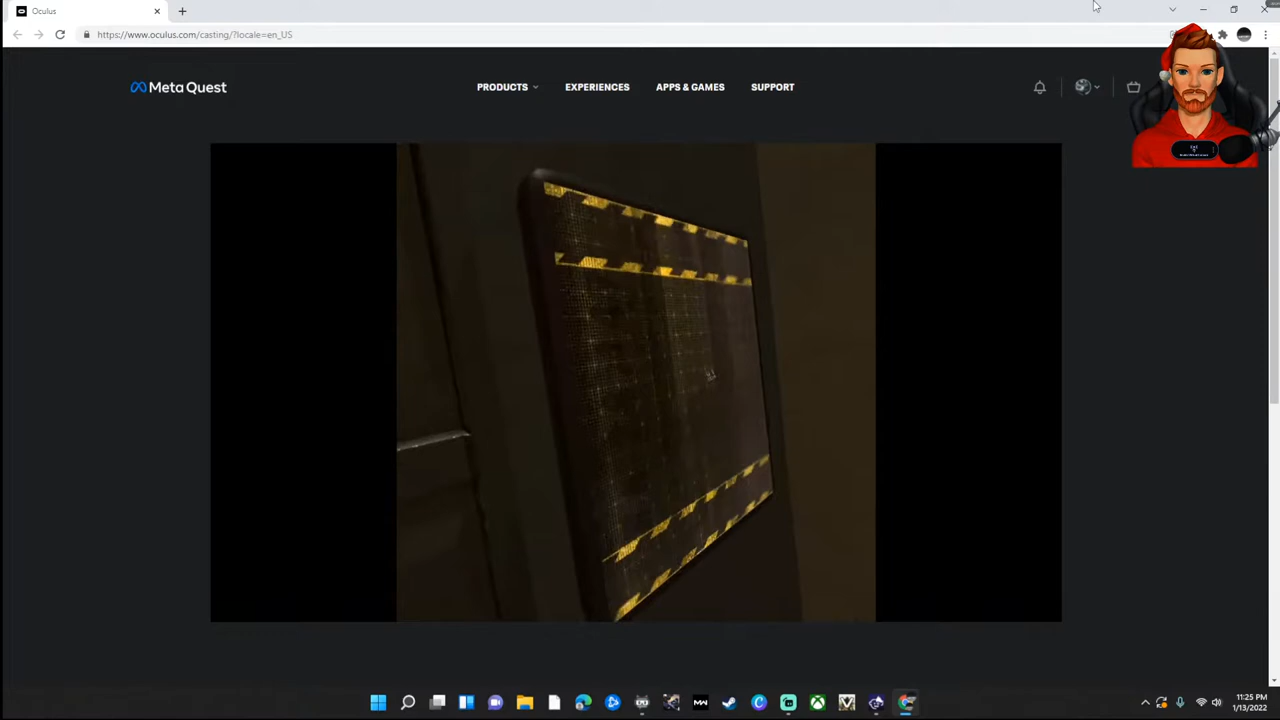 Oculus
https://www.oculus.com/casting/?locale=en_US
Meta Quest
PRODUCTS
EXPERIENCES
APPS & GAMES
SUPPORT
11:25 PM
1/13/2022